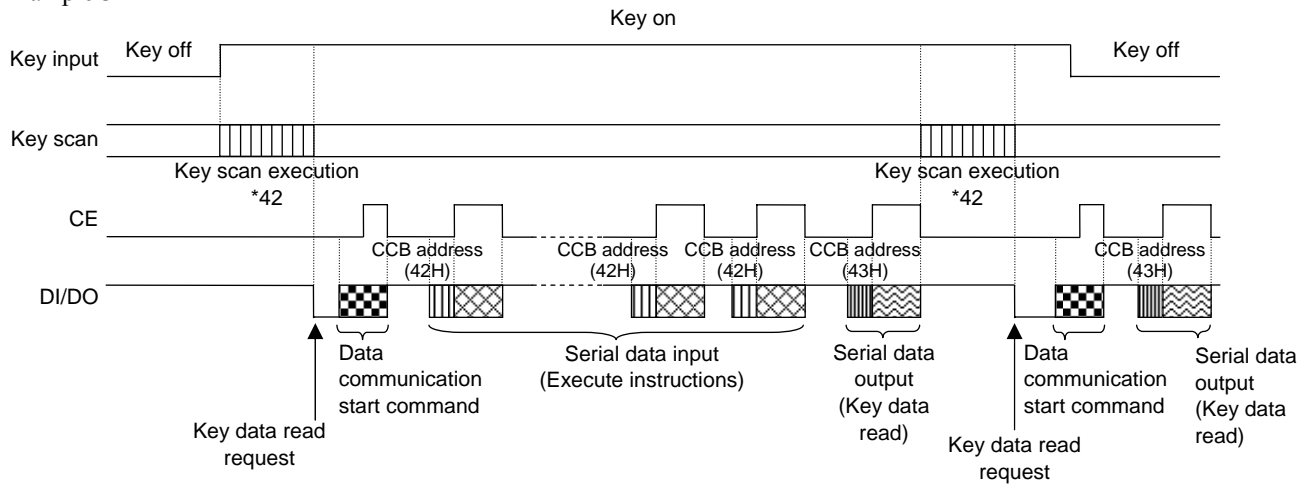 Key on
Key input
Key off
Key off
Key scan
Key scan execution
*42
Key scan execution
*42
CE
CCB address
(42H)
CCB address
(42H)
CCB address
(42H)
CCB address
(43H)
CCB address
(43H)
DI/DO
Data
communication
start command
Serial data input
(Execute instructions)
Serial data
output
(Key data
read)
Data
communication
start command
Serial data
output
(Key data
read)
Key data read
request
Key data read
request